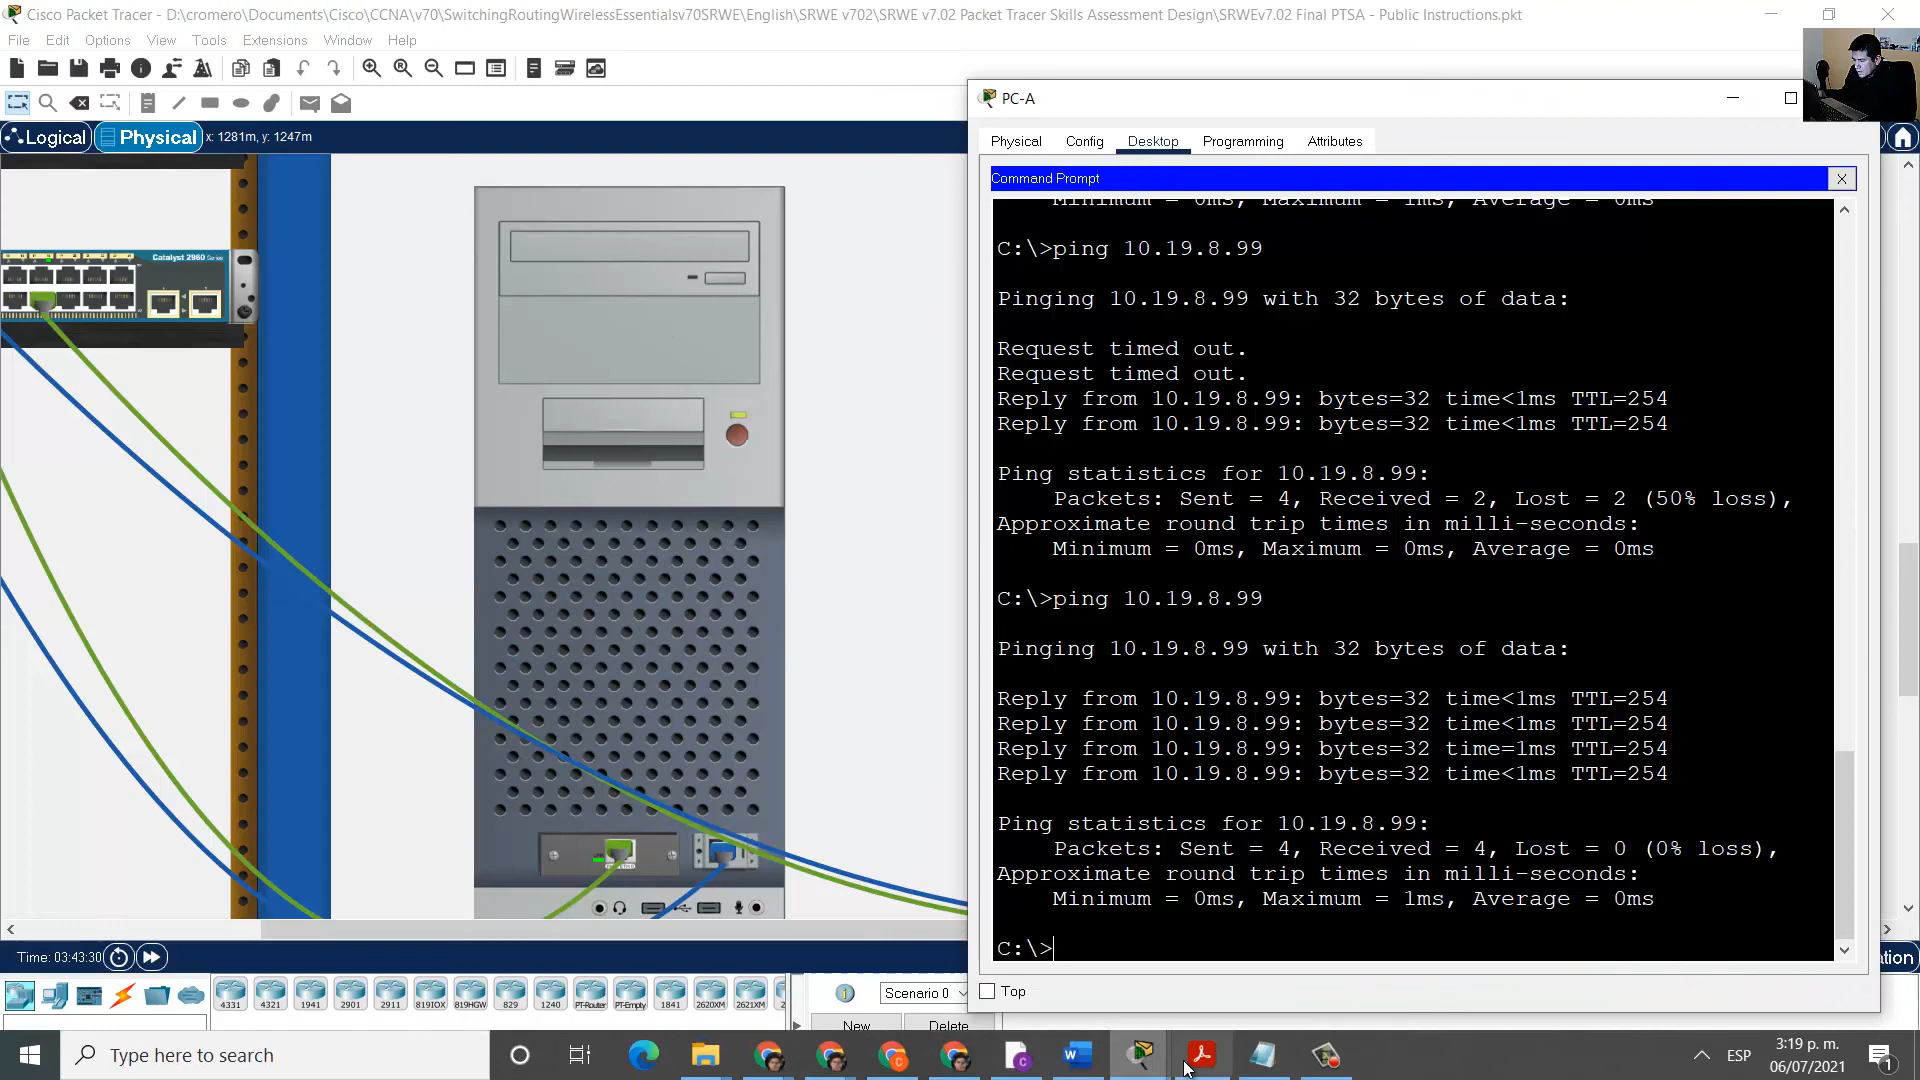 Cisco Packet Tracer - D:\cromero\Documents\Cisco\CCNA\v70\SwitchingRoutingWirelessEssentialsv70SRWE\English\SRWE v702\SRWE v7.02 Packet Tracer Skills Assessment Design\SRWEv7.02 Final PTSA - Public Instructions.pkt
File Edit Options View Tools Extensions Window Help
Logical Physical x: 1281m, y: 1247m
PC-A
Physical Config Desktop Programming Attributes
Command Prompt X
Minimum = 0ms, Maximum = 1ms, Average = 0ms
C:\>ping 10.19.8.99
Pinging 10.19.8.99 with 32 bytes of data:
Request timed out.
Request timed out.
Reply from 10.19.8.99: bytes=32 time<1ms TTL=254
Reply from 10.19.8.99: bytes=32 time<1ms TTL=254
Ping statistics for 10.19.8.99:
Packets: Sent = 4, Received = 2, Lost = 2 (50% loss),
Approximate round trip times in milli-seconds:
Minimum = 0ms, Maximum = 0ms, Average = 0ms
C:\>ping 10.19.8.99
Pinging 10.19.8.99 with 32 bytes of data:
Reply from 10.19.8.99: bytes=32 time<1ms TTL=254
Reply from 10.19.8.99: bytes=32 time<1ms TTL=254
Reply from 10.19.8.99: bytes=32 time=1ms TTL=254
Reply from 10.19.8.99: bytes=32 time<1ms TTL=254
Ping statistics for 10.19.8.99:
Packets: Sent = 4, Received = 4, Lost = 0 (0% loss),
Approximate round trip times in milli-seconds:
Minimum = 0ms, Maximum = 1ms, Average = 0ms
C:\>
Top
Catalyst 2960 Series
Time: 03:43:30
4331 4321 1941 2901 2911 819IOX 819HGW 829 1240 PT-Router PT-Empty 1841 2620XM 2621XM
Scenario 0
New Delete
Type here to search
ESP
3:19 p. m.
06/07/2021
1